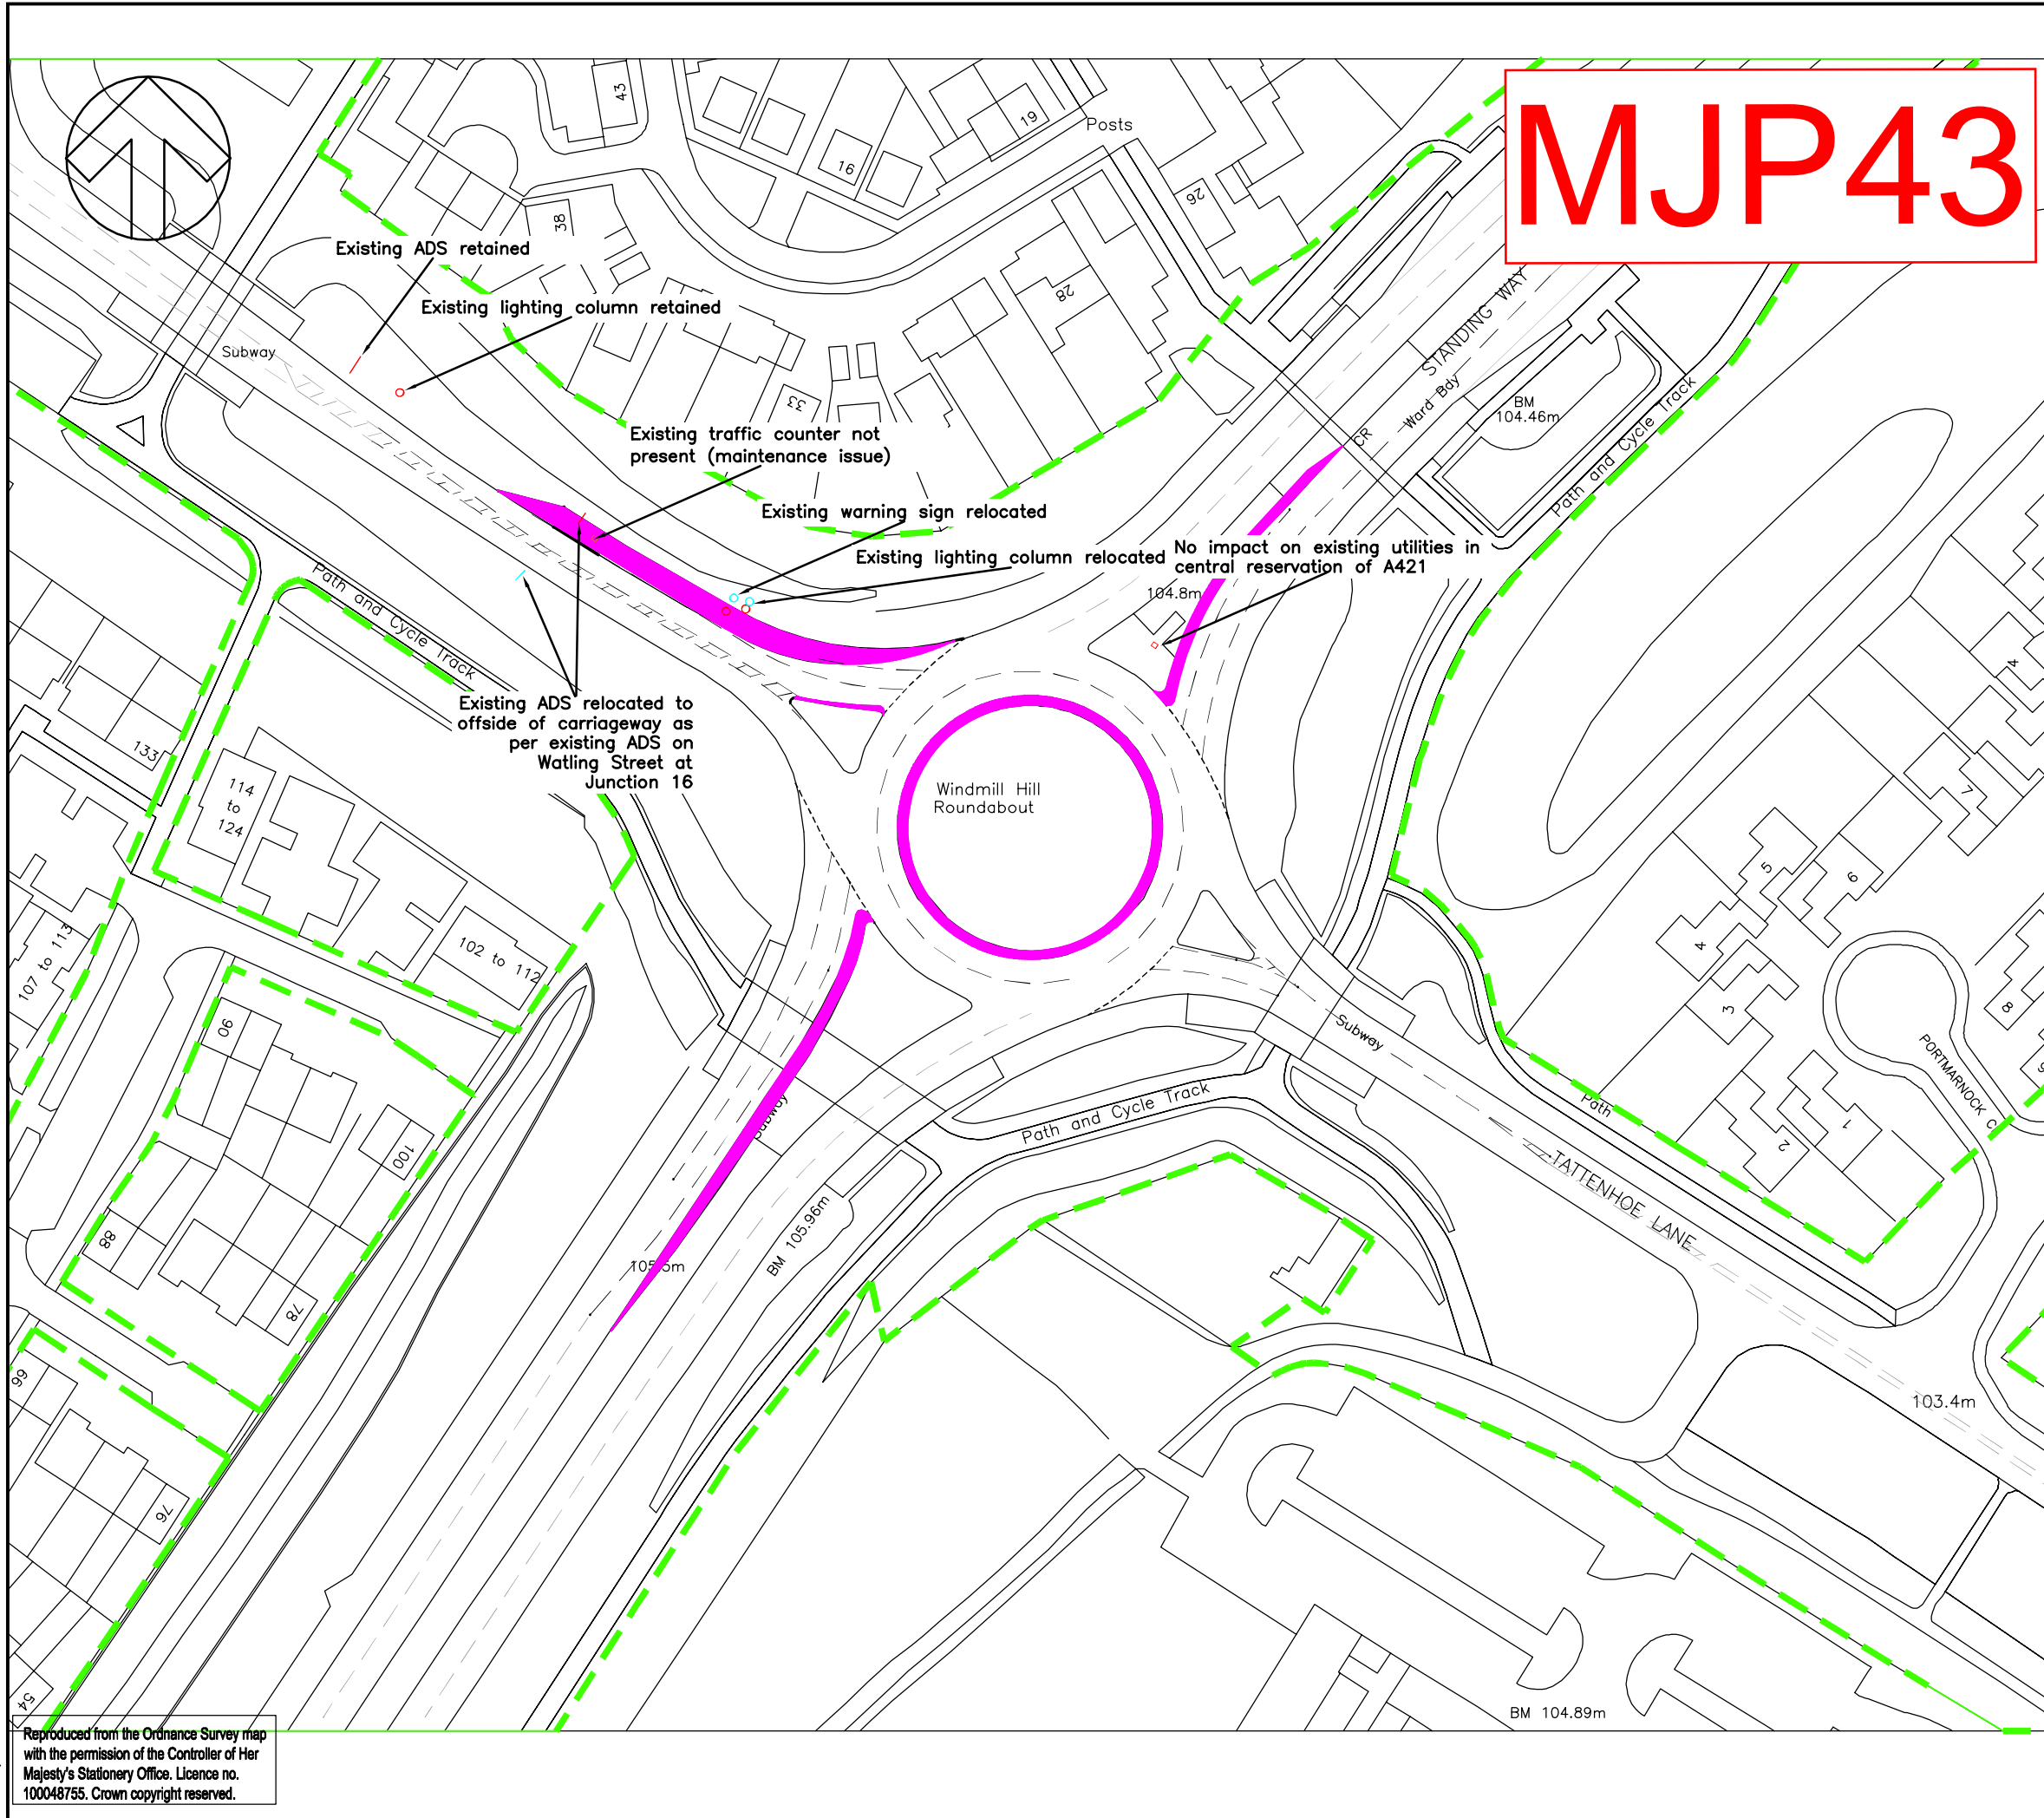 MJP43
43
19
Posts
16
26
38
Existing ADS retained
28
STANDING WAY
Existing lighting column retained
Subway
Ward Bdy
Path and Cycle Track
BM
104.46m
33
CR
Existing traffic counter not
present (maintenance issue)
Existing warning sign relocated
Existing lighting column relocated
No impact on existing utilities in
central reservation of A421
104.8m
Path and Cycle Track
4
Existing ADS relocated to
offside of carriageway as
per existing ADS on
Watling Street at
Junction 16
133
114
to
124
Windmill Hill
Roundabout
7
5
6
107 to 113
102 to 112
4
3
8
90
Subway
PORTMARNOCK C
Path and Cycle Track
Path
1
2
100
Subway
TATTENHOE LANE
88
BM 105.96m
78
66
103.4m
76
54
BM 104.89m
Reproduced from the Ordnance Survey map
with the permission of the Controller of Her
Majesty's Stationery Office. Licence no.
100048755. Crown copyright reserved.